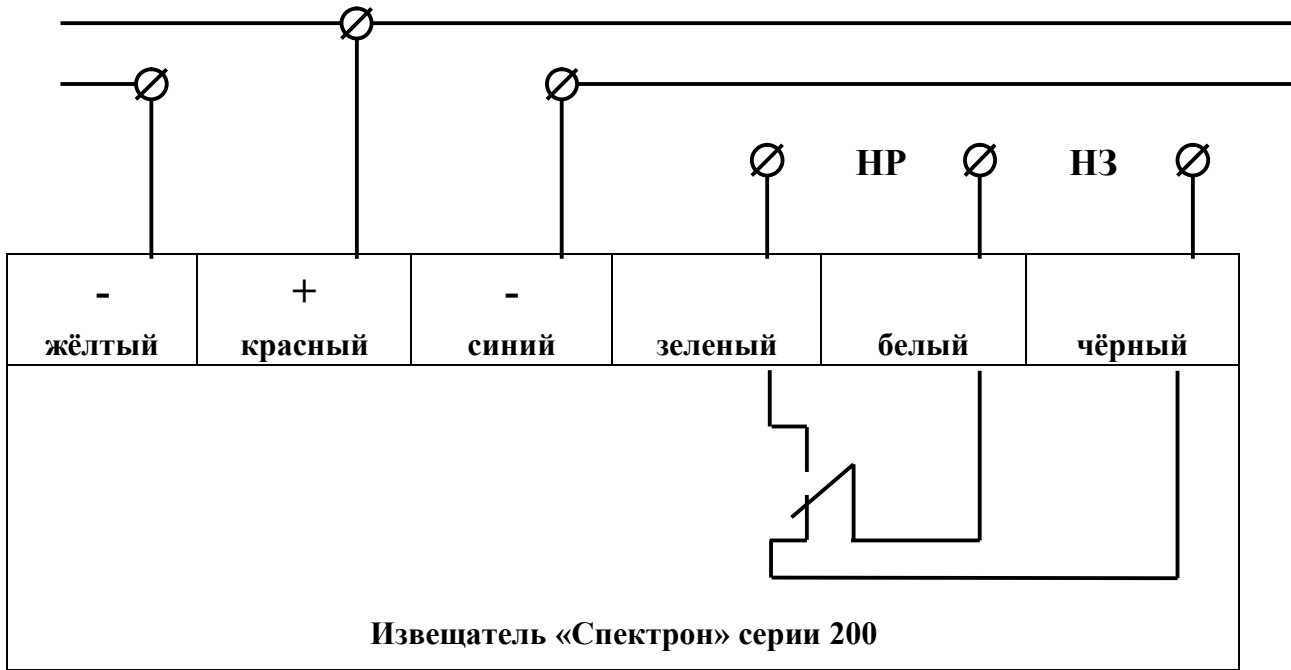 НР НЗ
- + -
жёлтый красный синий зеленый белый чёрный
Извещатель «Спектрон» серии 200